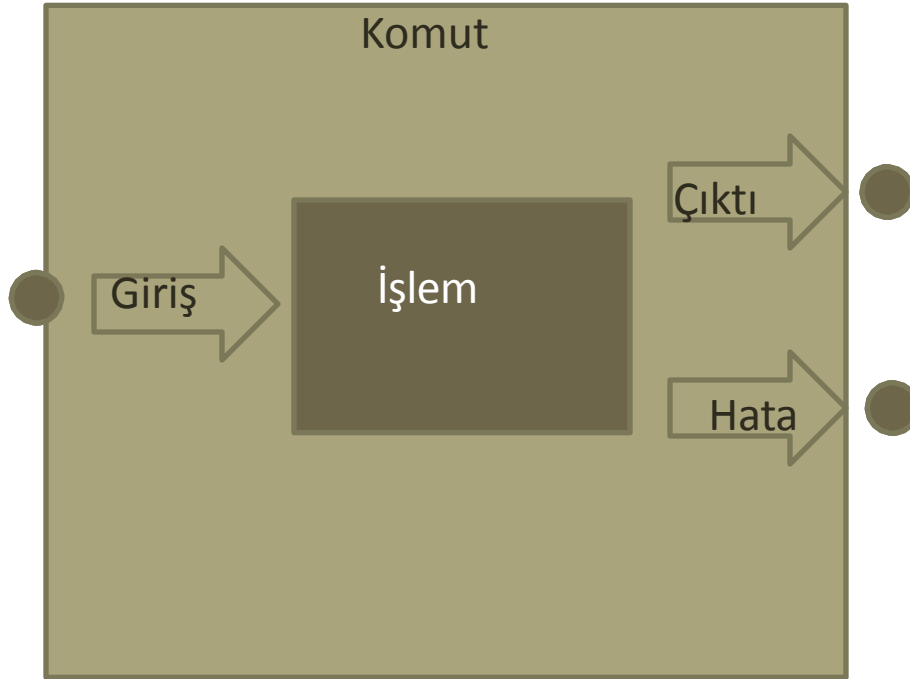 Komut
Çıktı
Giriş
İşlem
Hata